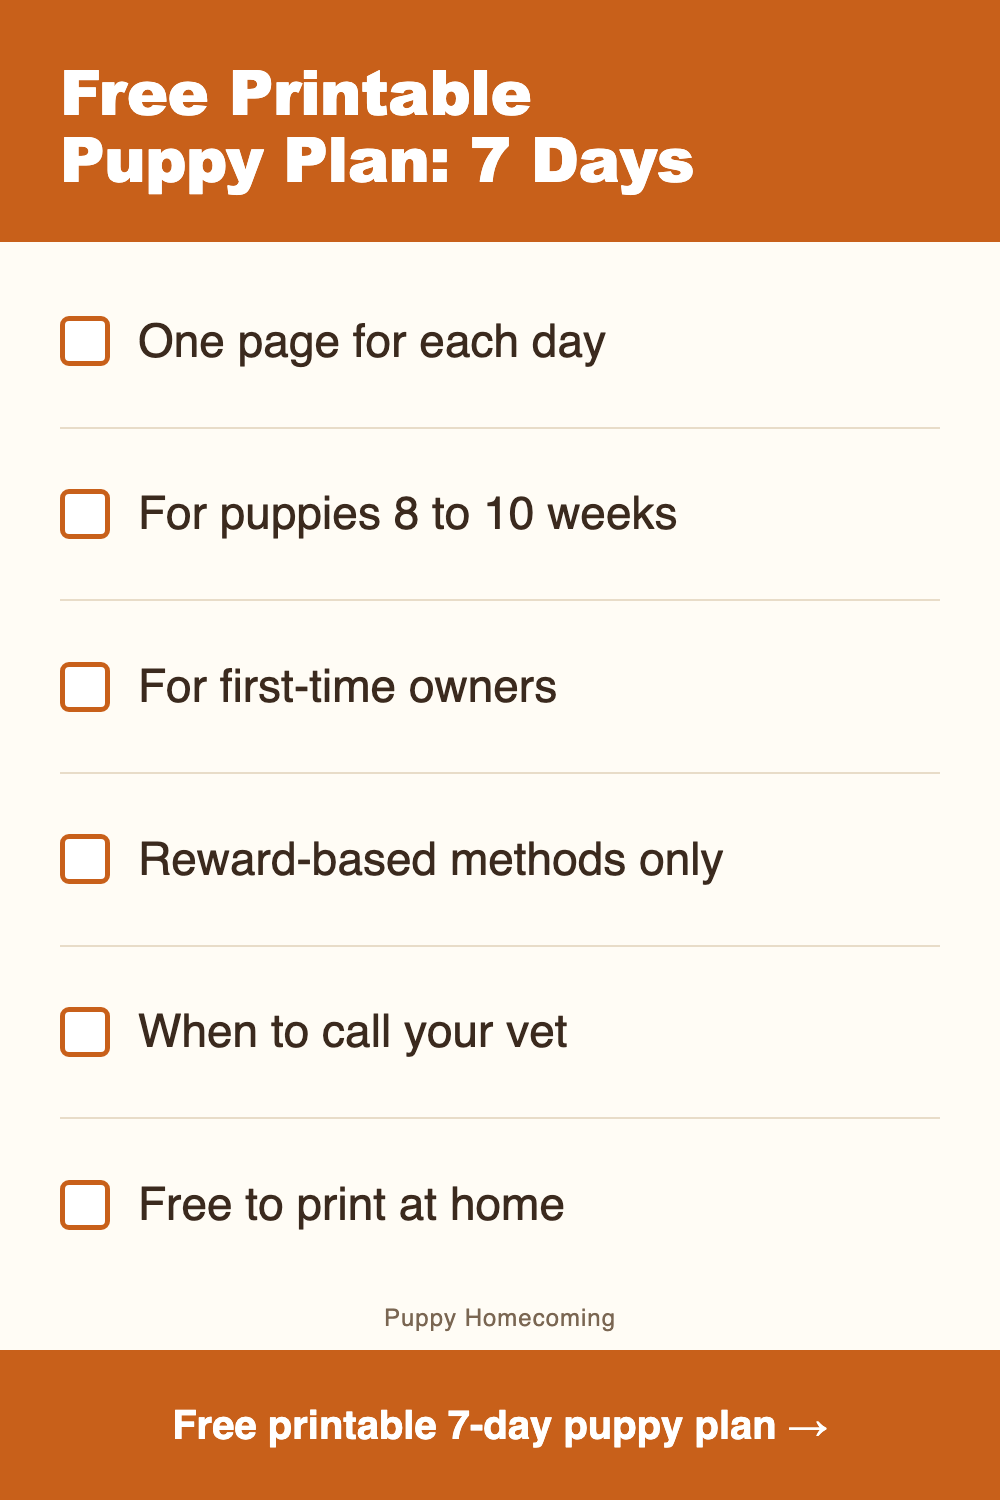 Free Printable
Puppy Plan: 7 Days
One page for each day
For puppies 8 to 10 weeks
For first-time owners
Reward-based methods only
When to call your vet
Free to print at home
Puppy Homecoming
Free printable 7-day puppy plan →